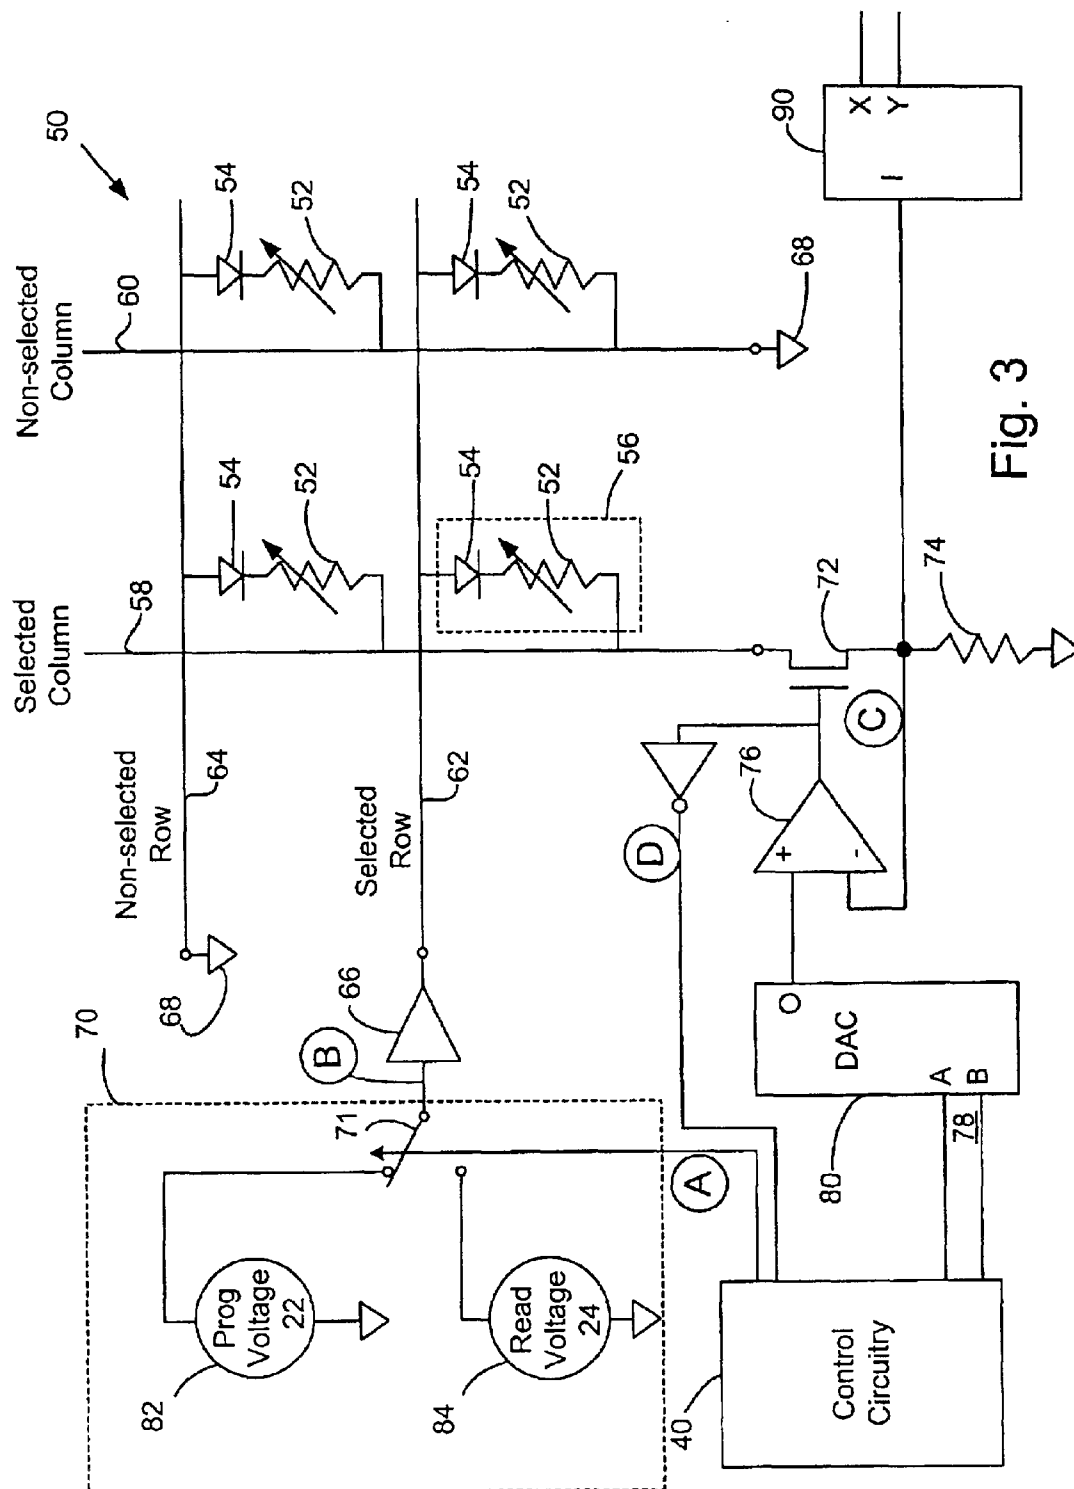 50
Non-selected
Column
60
Selected
Column
58
54
52
54
52
54
52
54
52
56
68
Non-selected
Row
64
68
Selected
Row
62
66
70
B
71
Prog
Voltage
22
82
Read
Voltage
24
84
A
D
C
72
74
76
+
-
90
X
Y
I
O
DAC
A
B
80
78
Control
Circuitry
40
Fig. 3